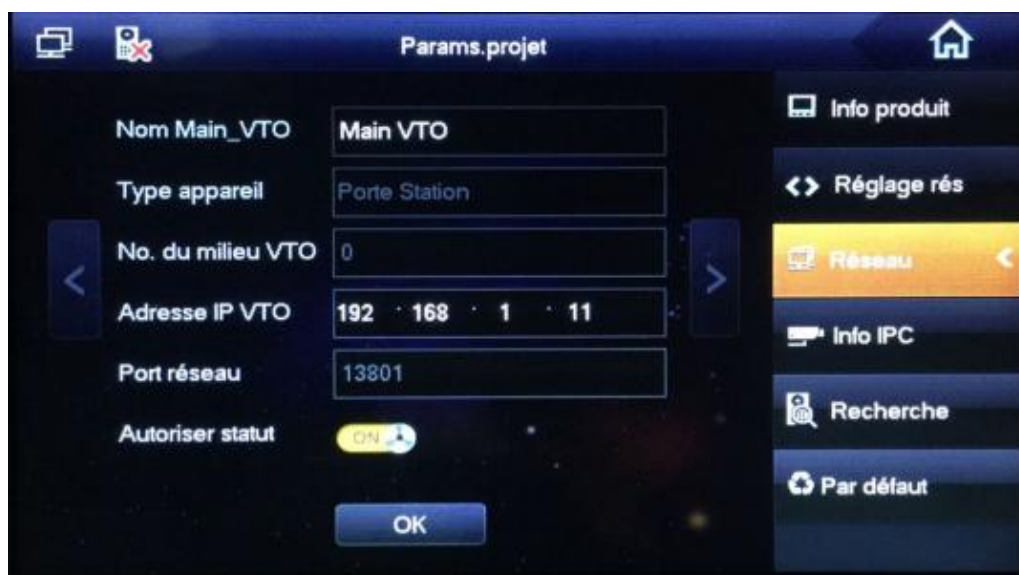 Params.projet
Nom Main_VTO
Main VTO
Type appareil
Porte Station
No. du milieu VTO
0
Adresse IP VTO
192 . 168 . 1 . 11
Port réseau
13801
Autoriser statut
ON
OK
Info produit
Réglage rés
Réseau
Info IPC
Recherche
Par défaut